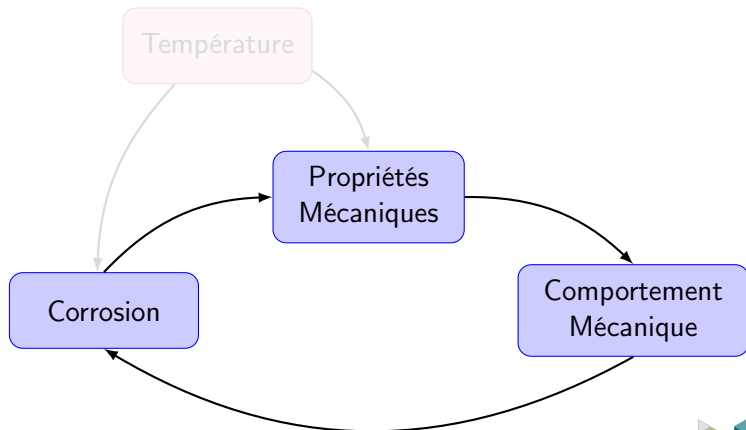 Température
Propriétés
Mécaniques
Corrosion
Comportement
Mécanique